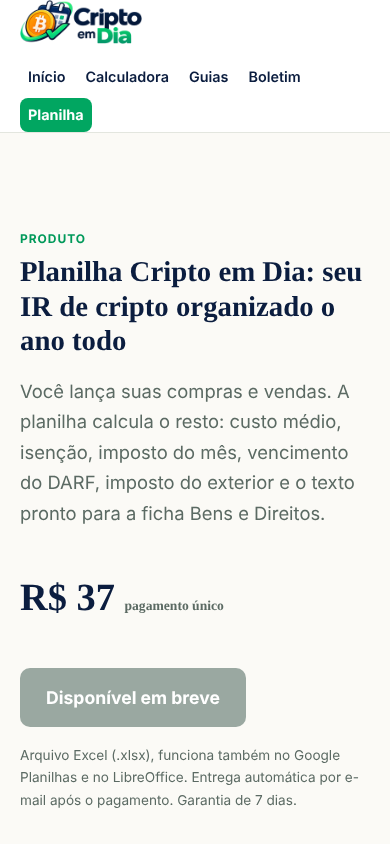 Cripto
em Dia
Início Calculadora Guias Boletim
Planilha
PRODUTO
Planilha Cripto em Dia: seu
IR de cripto organizado o
ano todo
Você lança suas compras e vendas. A
planilha calcula o resto: custo médio,
isenção, imposto do mês, vencimento
do DARF, imposto do exterior e o texto
pronto para a ficha Bens e Direitos.
R$ 37 pagamento único
Disponível em breve
Arquivo Excel (.xlsx), funciona também no Google
Planilhas e no LibreOffice. Entrega automática por e-
mail após o pagamento. Garantia de 7 dias.